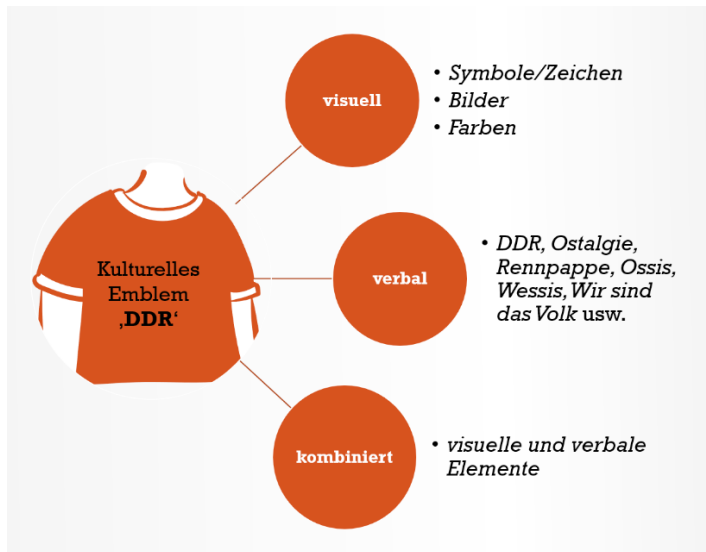 visuell
• Symbole/Zeichen
• Bilder
• Farben
Kulturelles
Emblem
‚DDR‘
verbal
• DDR, Ostalgie,
Rennpappe, Ossis,
Wessis, Wir sind
das Volk usw.
kombiniert
• visuelle und verbale
Elemente